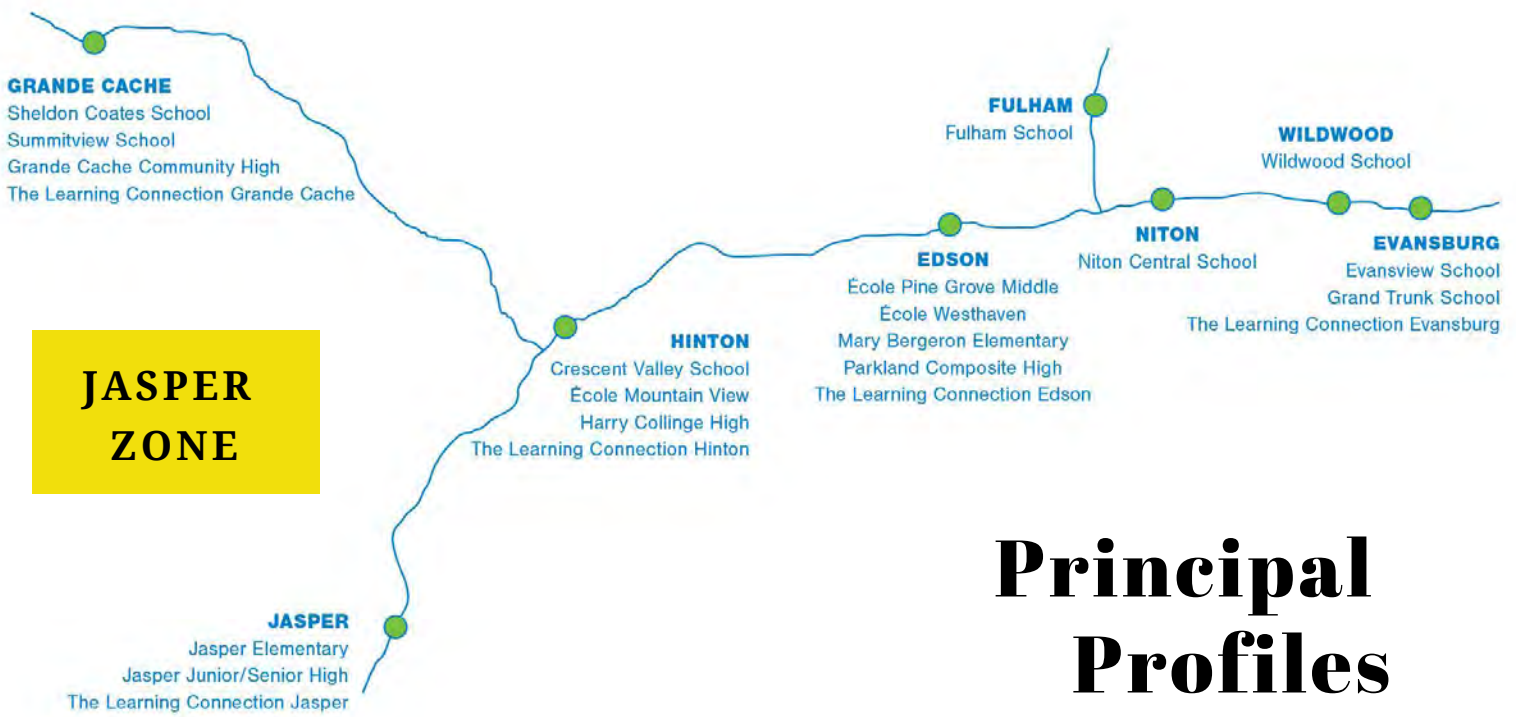 GRANDE CACHE
Sheldon Coates School
Summitview School
Grande Cache Community High
The Learning Connection Grande Cache
FULHAM
Fulham School
WILDWOOD
Wildwood School
NITON
Niton Central School
EVANSBURG
Evansview School
Grand Trunk School
The Learning Connection Evansburg
EDSON
École Pine Grove Middle
École Westhaven
Mary Bergeron Elementary
Parkland Composite High
The Learning Connection Edson
HINTON
Crescent Valley School
École Mountain View
Harry Collinge High
The Learning Connection Hinton
JASPER
ZONE
JASPER
Jasper Elementary
Jasper Junior/Senior High
The Learning Connection Jasper
Principal
Profiles